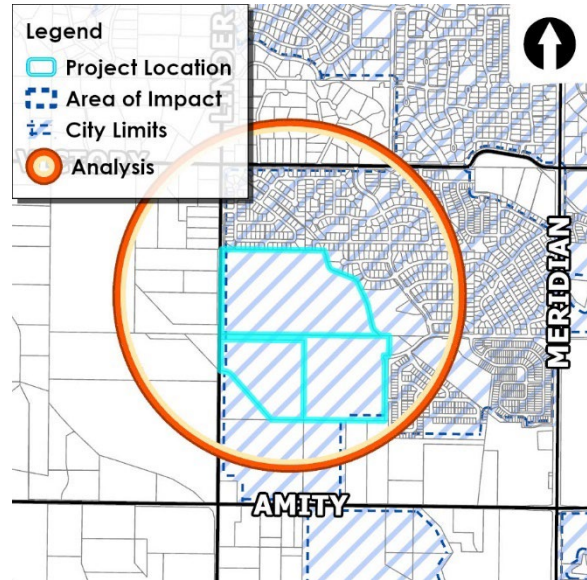 Legend
Project Location
Area of Impact
City Limits
Analysis
LINDER
VICTORY
MERIDIAN
AMITY